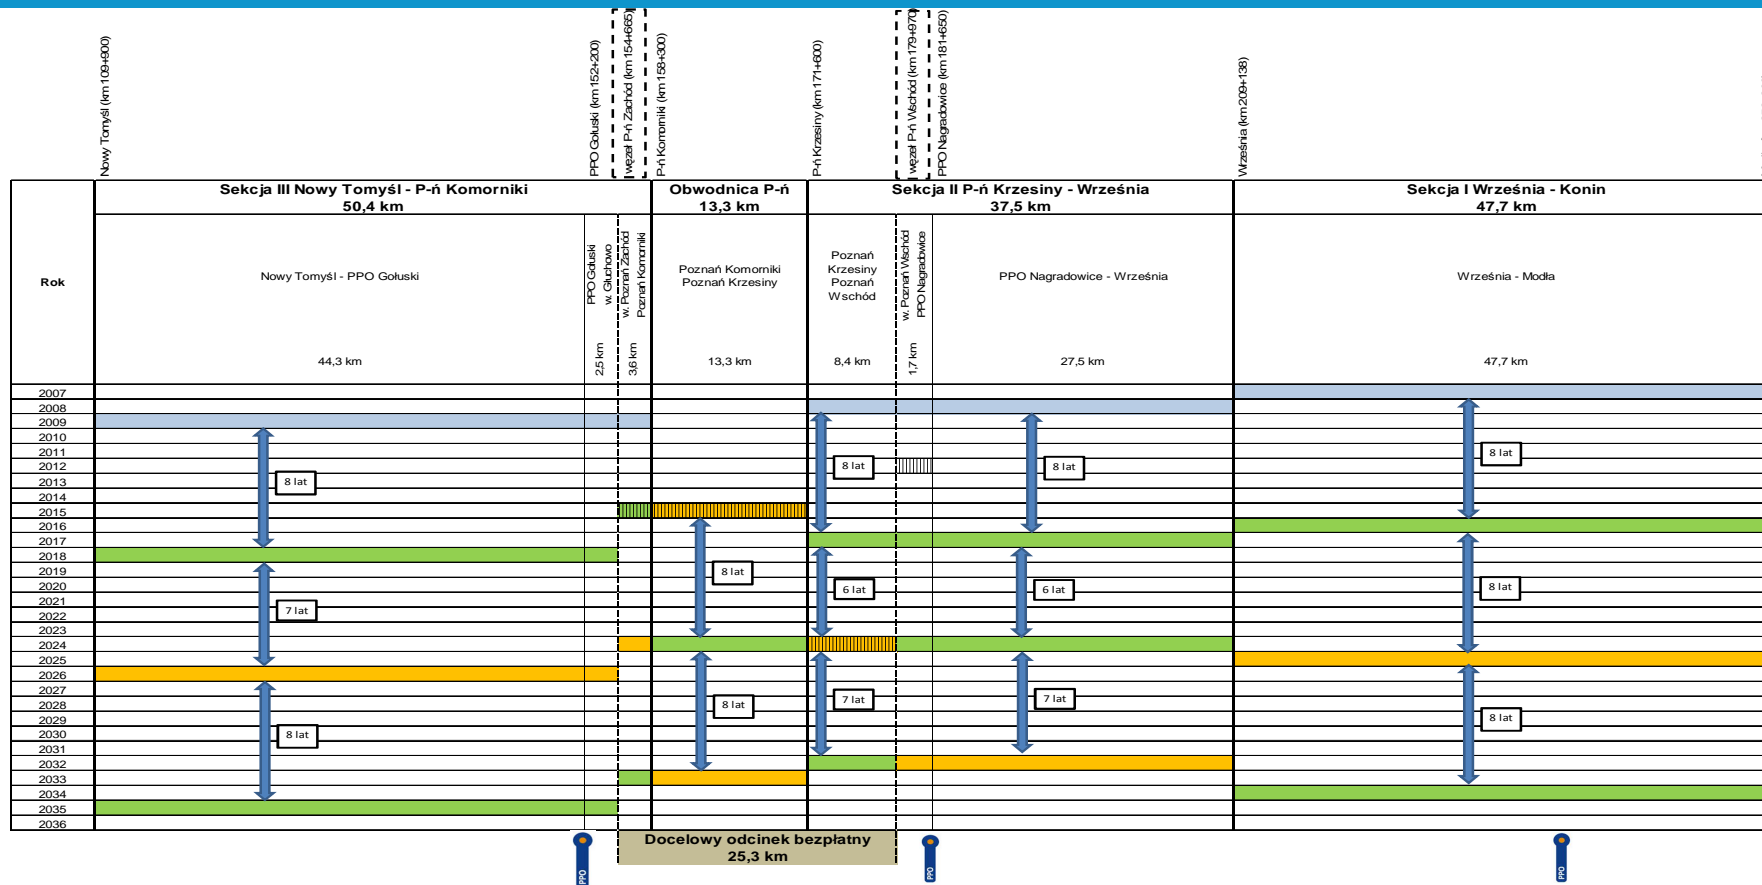 Nowy Tomyśl (km 109+900)
PPO Gołuski (km 152+200)
węzeł P-ń Zachód (km 154+665)
P-ń Komorniki (km 158+300)
P-ń Krzesiny (km 171+600)
węzeł P-ń Wschód (km 179+970)
PPO Nagradowice (km 181+650)
Września (km 209+138)
Sekcja III Nowy Tomyśl - P-ń Komorniki
50,4 km
Obwodnica P-ń
13,3 km
Sekcja II P-ń Krzesiny - Września
37,5 km
Sekcja I Września - Konin
47,7 km
Rok
Nowy Tomyśl - PPO Gołuski
44,3 km
PPO Gołuski
w. Głuchowo
2,5 km
w. Poznań Zachód
Poznań Komorniki
3,6 km
Poznań Komorniki
Poznań Krzesiny
13,3 km
Poznań
Krzesiny
Poznań
Wschód
8,4 km
w. Poznań Wschód
PPO Nagradowice
1,7 km
PPO Nagradowice - Września
27,5 km
Września - Modła
47,7 km
2007
2008
2009
2010
2011
2012
2013
2014
2015
2016
2017
2018
2019
2020
2021
2022
2023
2024
2025
2026
2027
2028
2029
2030
2031
2032
2033
2034
2035
2036
8 lat
7 lat
8 lat
8 lat
8 lat
8 lat
6 lat
7 lat
8 lat
6 lat
7 lat
8 lat
8 lat
8 lat
Docelowy odcinek bezpłatny
25,3 km
PPO
PPO
PPO